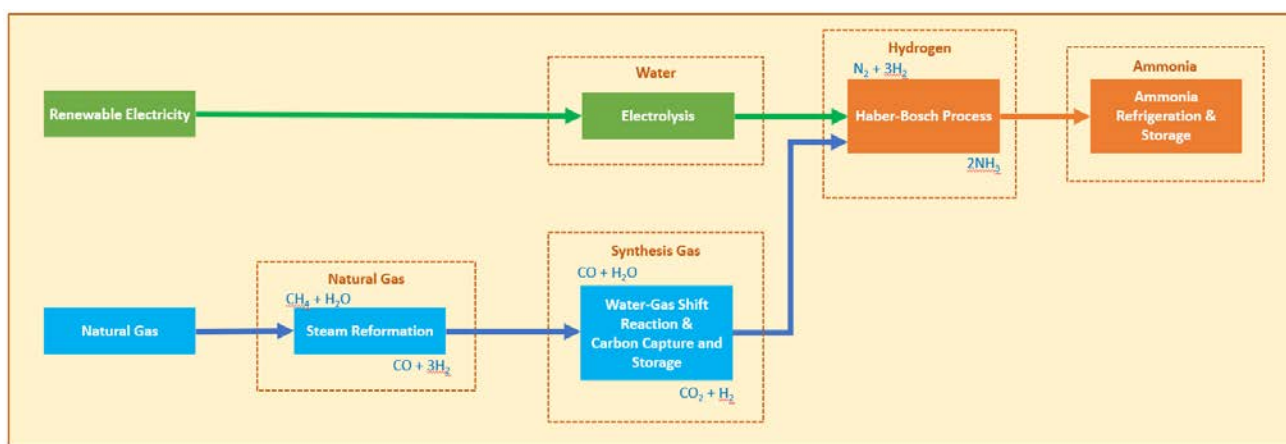 Hydrogen
N₂ + 3H₂
Water
Ammonia
Renewable Electricity
Electrolysis
Haber-Bosch Process
Ammonia
Refrigeration &
Storage
2NH₃
Synthesis Gas
CO + H₂O
Natural Gas
CH₄ + H₂O
Natural Gas
Steam Reformation
Water-Gas Shift
Reaction &
Carbon Capture and
Storage
CO + 3H₂
CO₂ + H₂